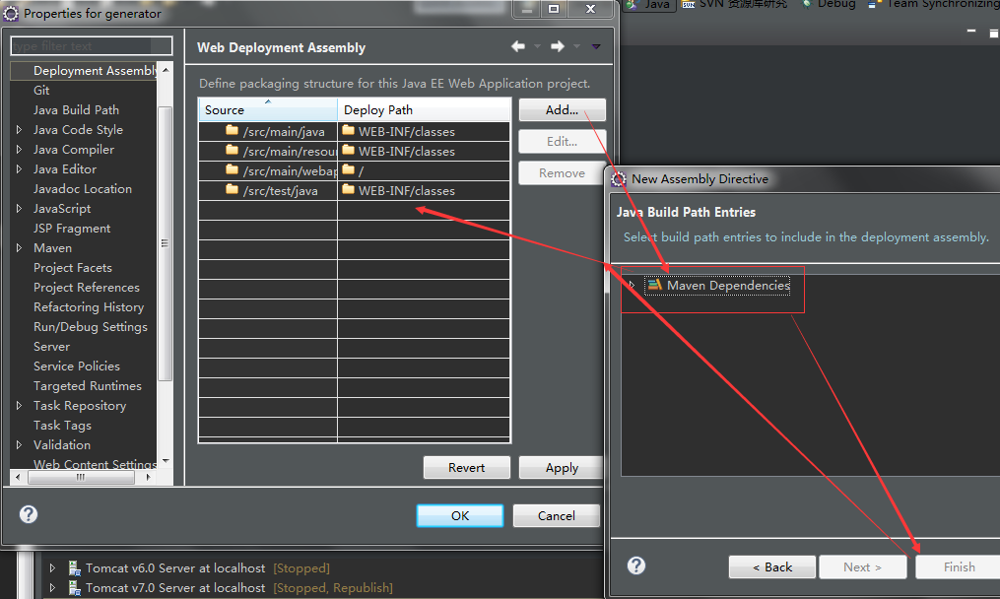 Properties for generator
type filter text
Deployment Assembly
Git
Java Build Path
Java Code Style
Java Compiler
Java Editor
Javadoc Location
JavaScript
JSP Fragment
Maven
Project Facets
Project References
Refactoring History
Run/Debug Settings
Server
Service Policies
Targeted Runtimes
Task Repository
Task Tags
Validation
Web Content Settings
Web Deployment Assembly
Define packaging structure for this Java EE Web Application project.
Source Deploy Path
/src/main/java WEB-INF/classes
/src/main/resour WEB-INF/classes
/src/main/webap /
/src/test/java WEB-INF/classes
Add...
Edit...
Remove
Revert Apply
OK Cancel
Java SVN 资源库研究 Debug Team Synchronizing
New Assembly Directive
Java Build Path Entries
Select build path entries to include in the deployment assembly.
Maven Dependencies
< Back Next > Finish
Tomcat v6.0 Server at localhost [Stopped]
Tomcat v7.0 Server at localhost [Stopped, Republish]